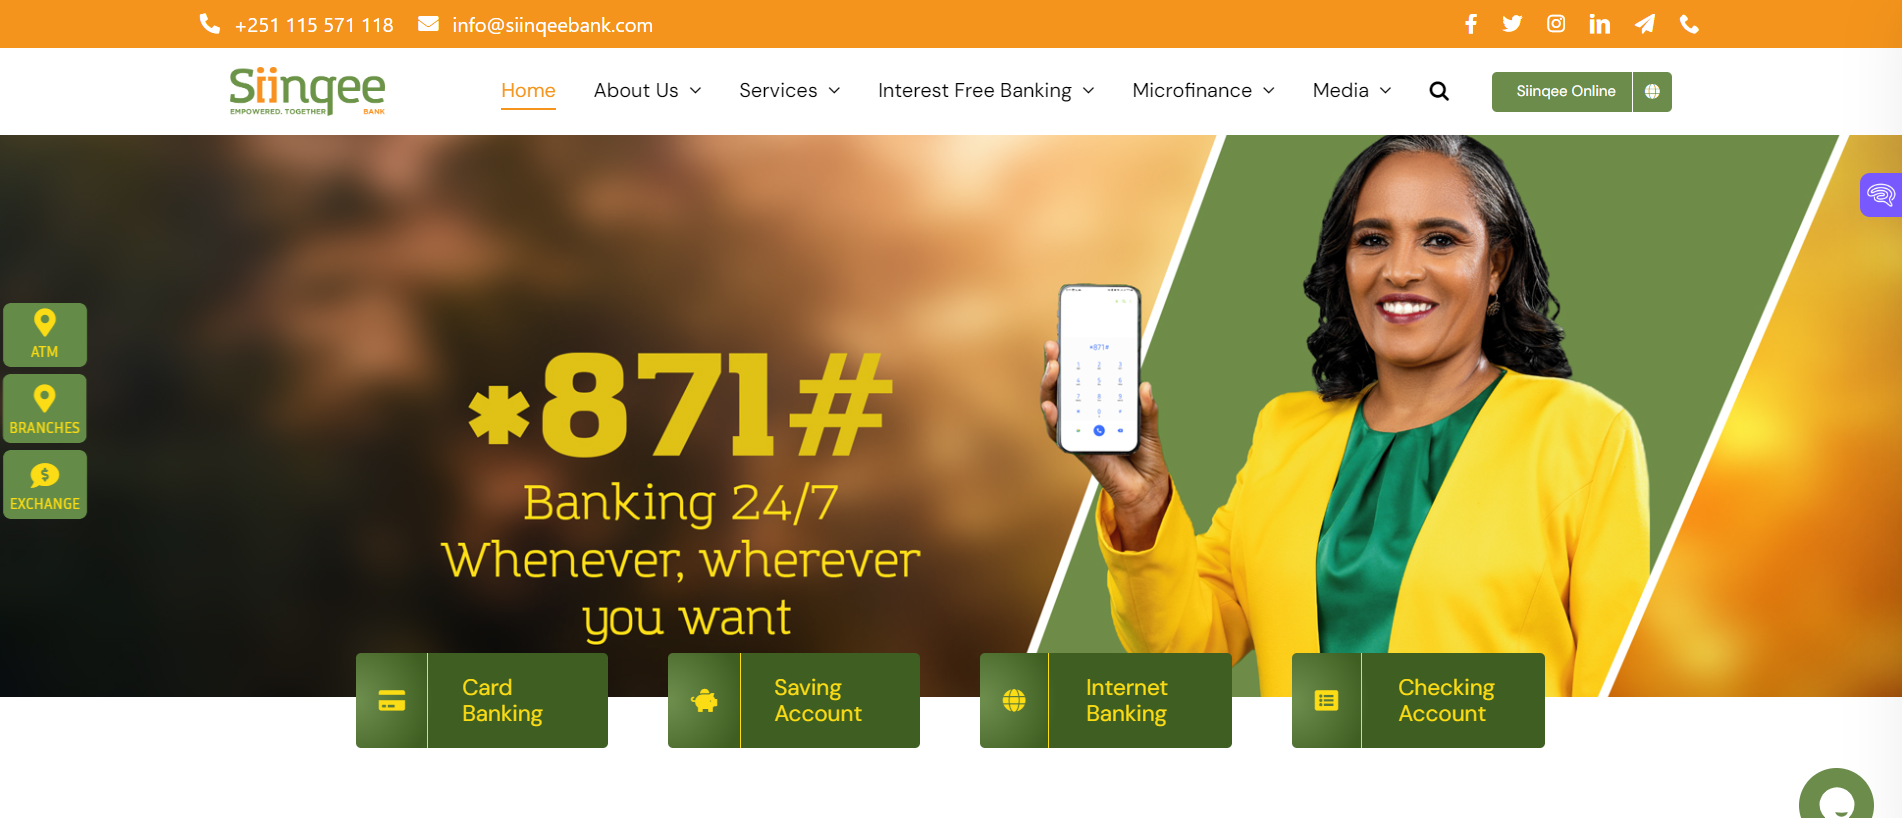 +251 115 571 118
info@siinqeebank.com
Siinqee
EMPOWERED. TOGETHER
BANK
Home
About Us
Services
Interest Free Banking
Microfinance
Media
Siinqee Online
ATM
BRANCHES
EXCHANGE
*871#
Banking 24/7
Whenever, wherever
you want
*871#
Card
Banking
Saving
Account
Internet
Banking
Checking
Account